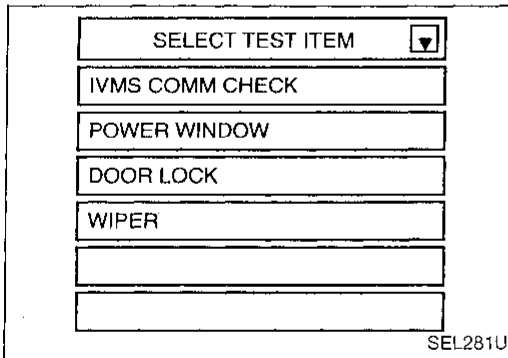 SELECT TEST ITEM
IVMS COMM CHECK
POWER WINDOW
DOOR LOCK
WIPER
SEL281U